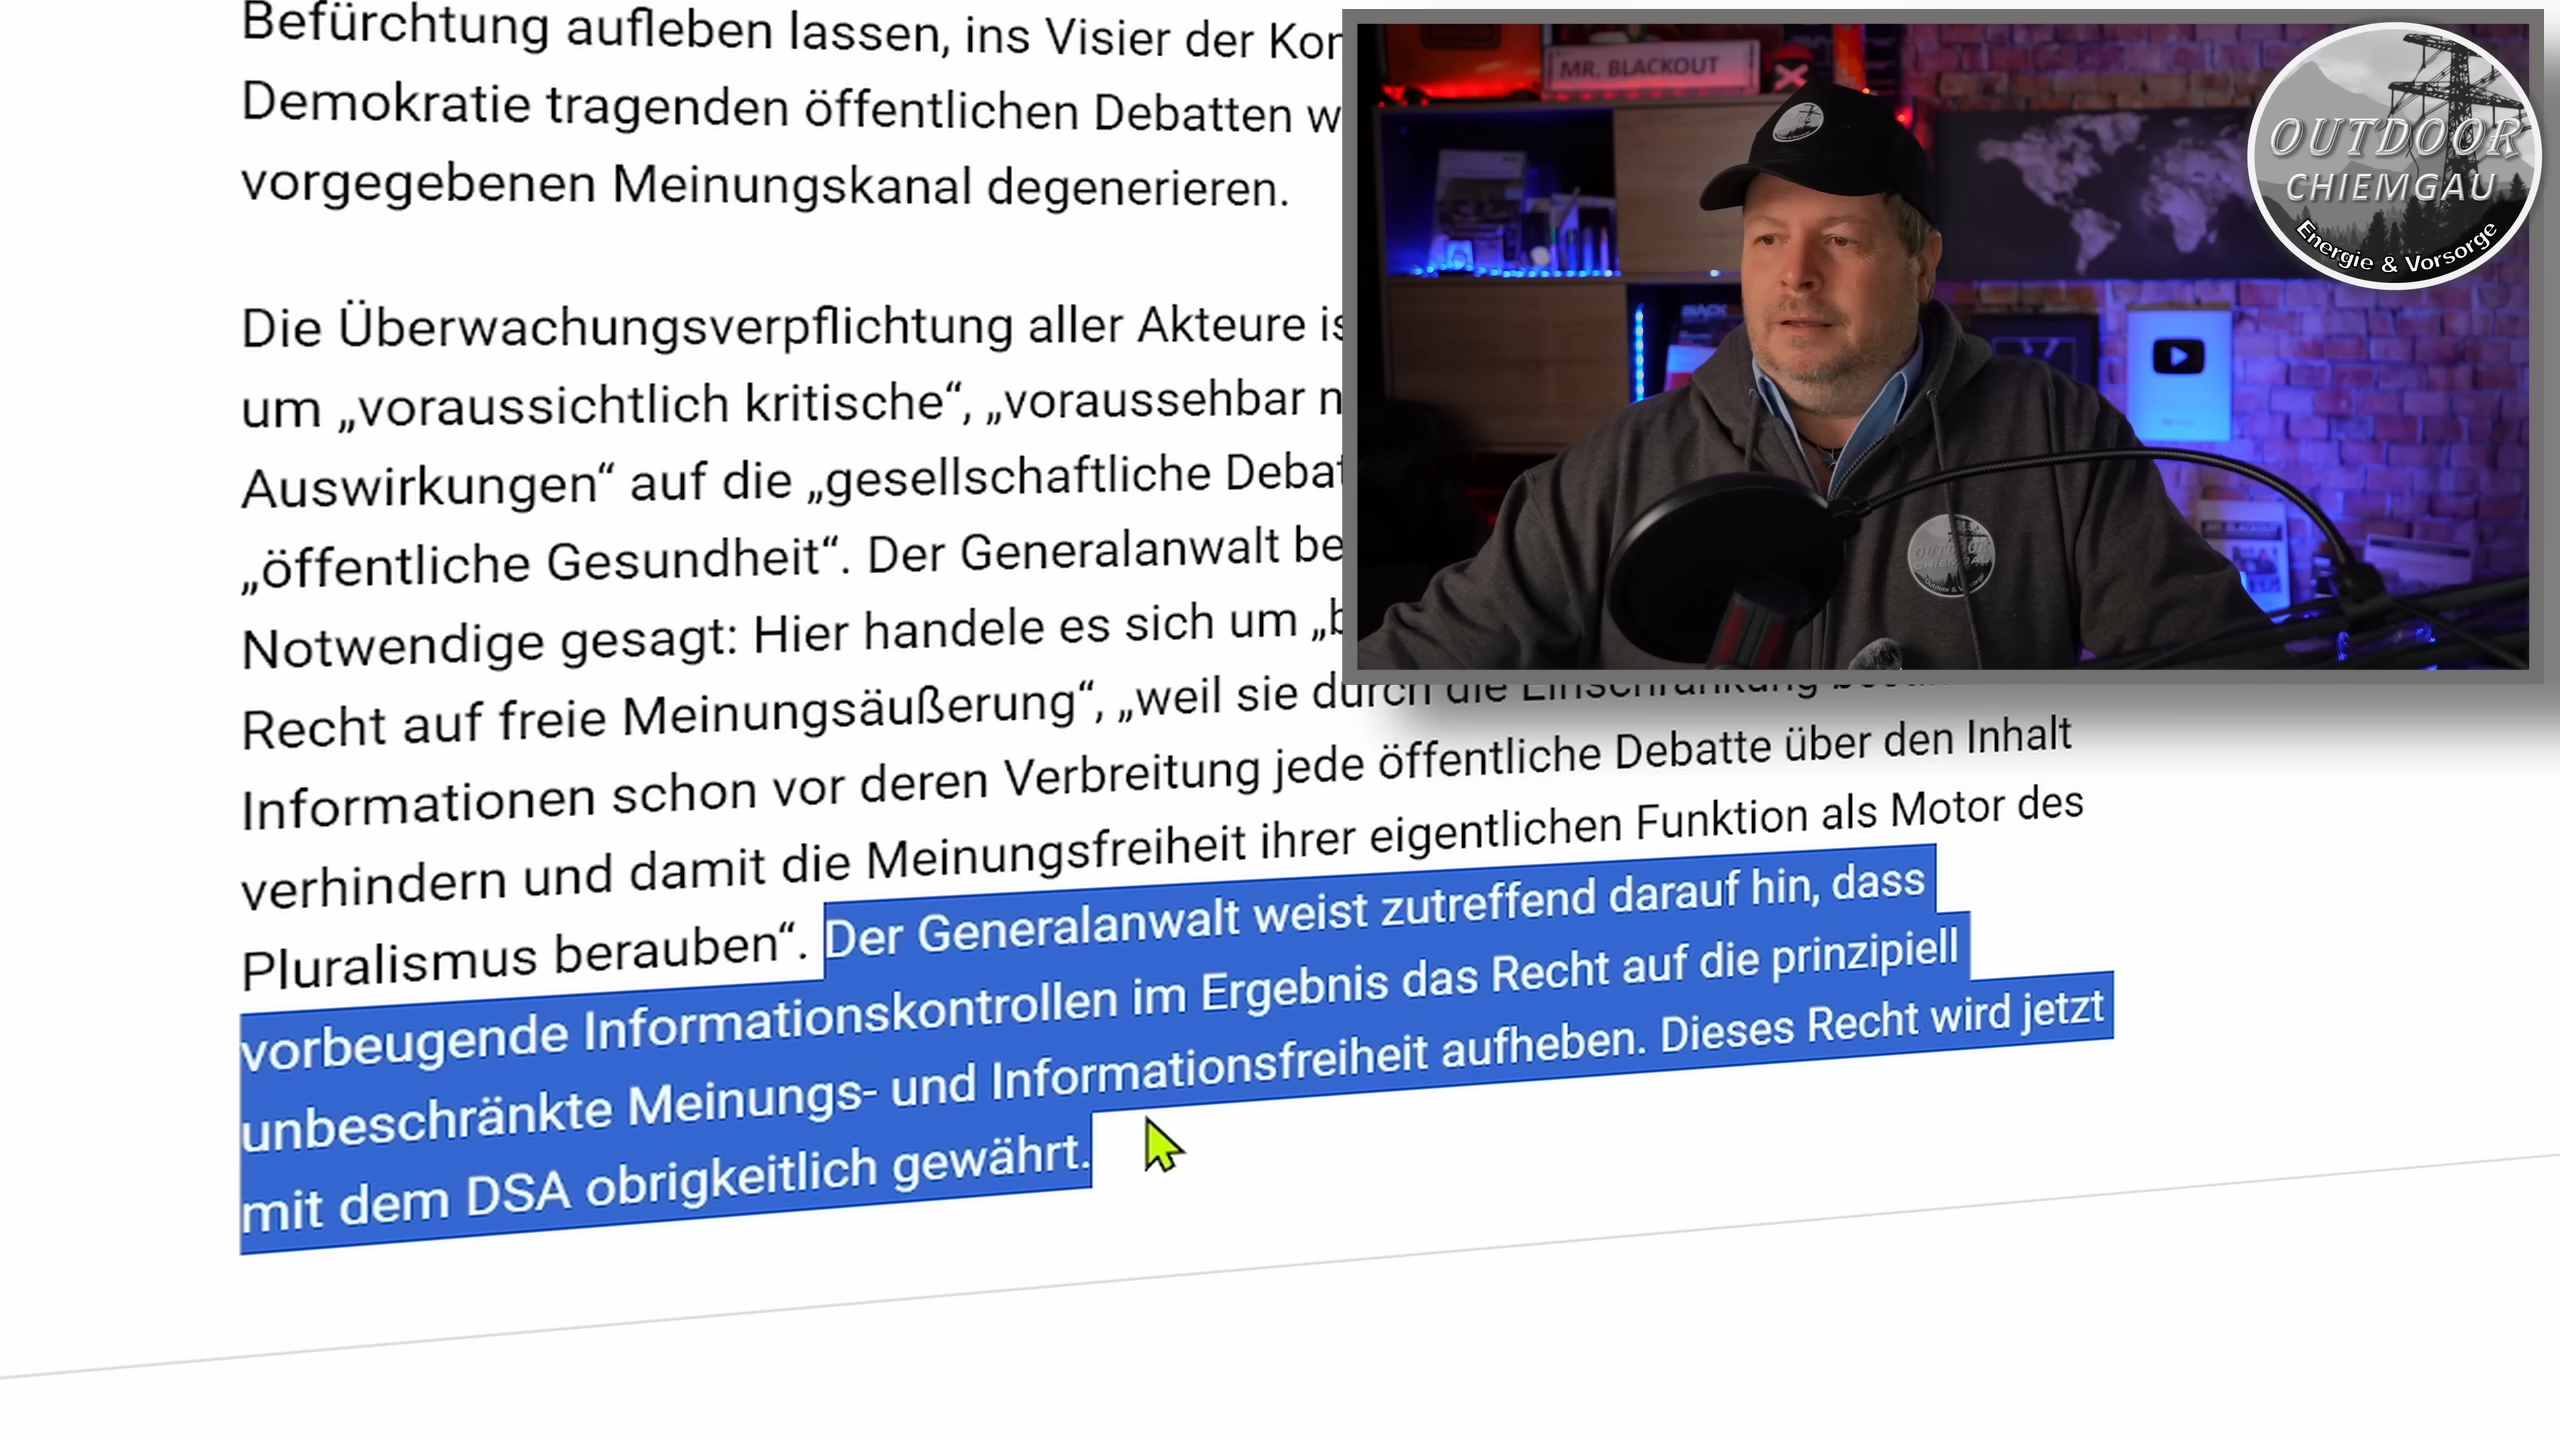 Befürchtung aufleben lassen, ins Visier der
Demokratie tragenden öffentlichen Debatten
vorgegebenen Meinungskanal degenerieren.
Die Überwachungsverpflichtung aller Akteure
um „voraussichtlich kritische“, „voraussehbar
Auswirkungen“ auf die „gesellschaftliche
„öffentliche Gesundheit“. Der Generalanwalt
Notwendige gesagt: Hier handele es sich um
Recht auf freie Meinungsäußerung“, „weil sie durch die Einschränkung
Informationen schon vor deren Verbreitung jede öffentliche Debatte über den Inhalt
verhindern und damit die Meinungsfreiheit ihrer eigentlichen Funktion als Motor des
Pluralismus berauben“. Der Generalanwalt weist zutreffend darauf hin, dass
vorbeugende Informationskontrollen im Ergebnis das Recht auf die prinzipiell
unbeschränkte Meinungs- und Informationsfreiheit aufheben. Dieses Recht wird jetzt
mit dem DSA obrigkeitlich gewährt.
MR. BLACKOUT
OUTDOOR
CHIEMGAU
Energie & Vorsorge
OUTDOOR
CHIEMGAU